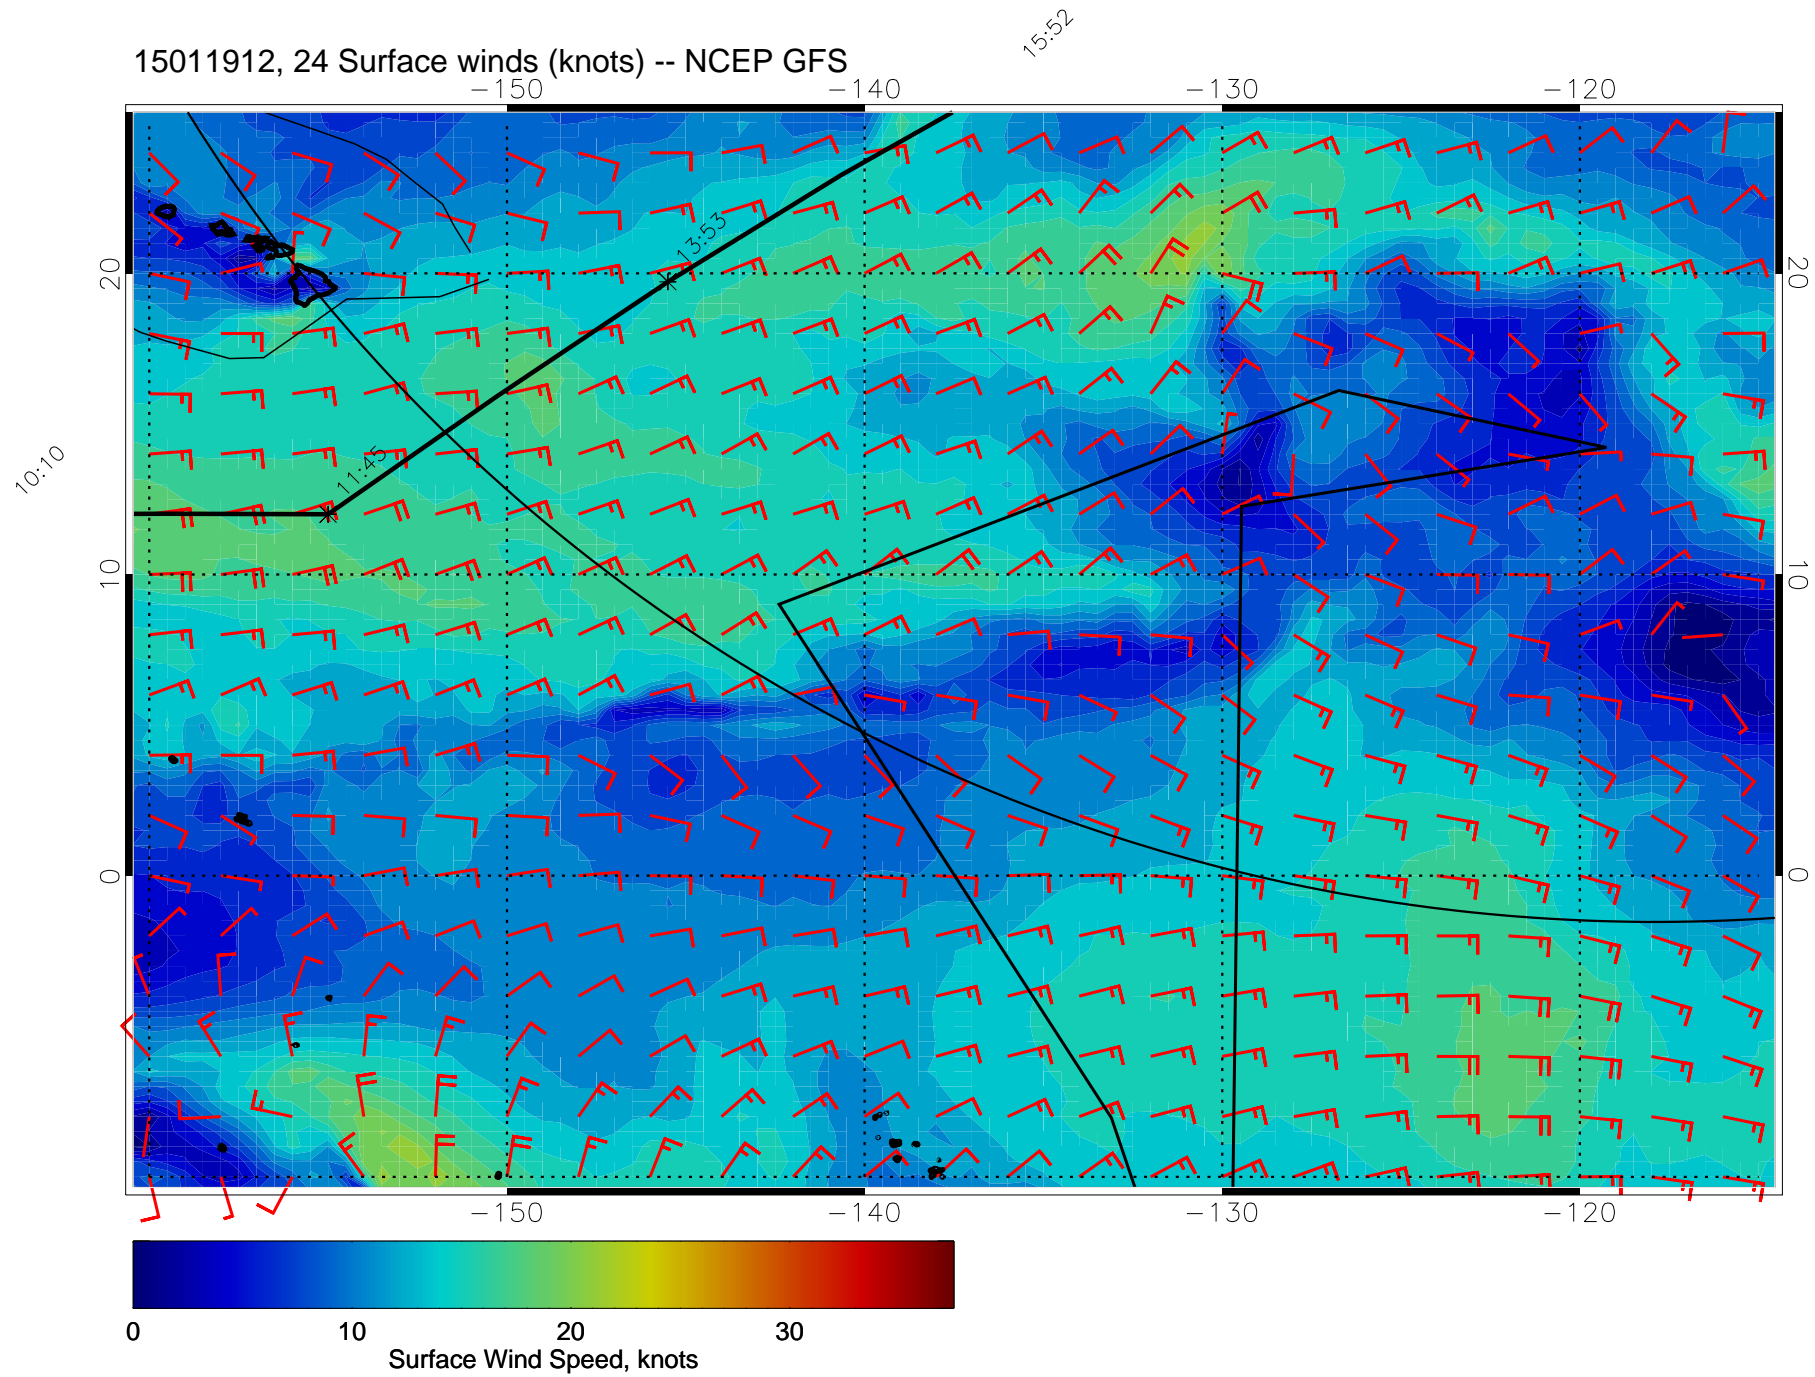 15:52
15011912, 24 Surface winds (knots) -- NCEP GFS
-150 -140 -130 -120
13:53
20 20
10:10
11:45
10 10
0 0
-150 -140 -130 -120
0 10 20 30
Surface Wind Speed, knots